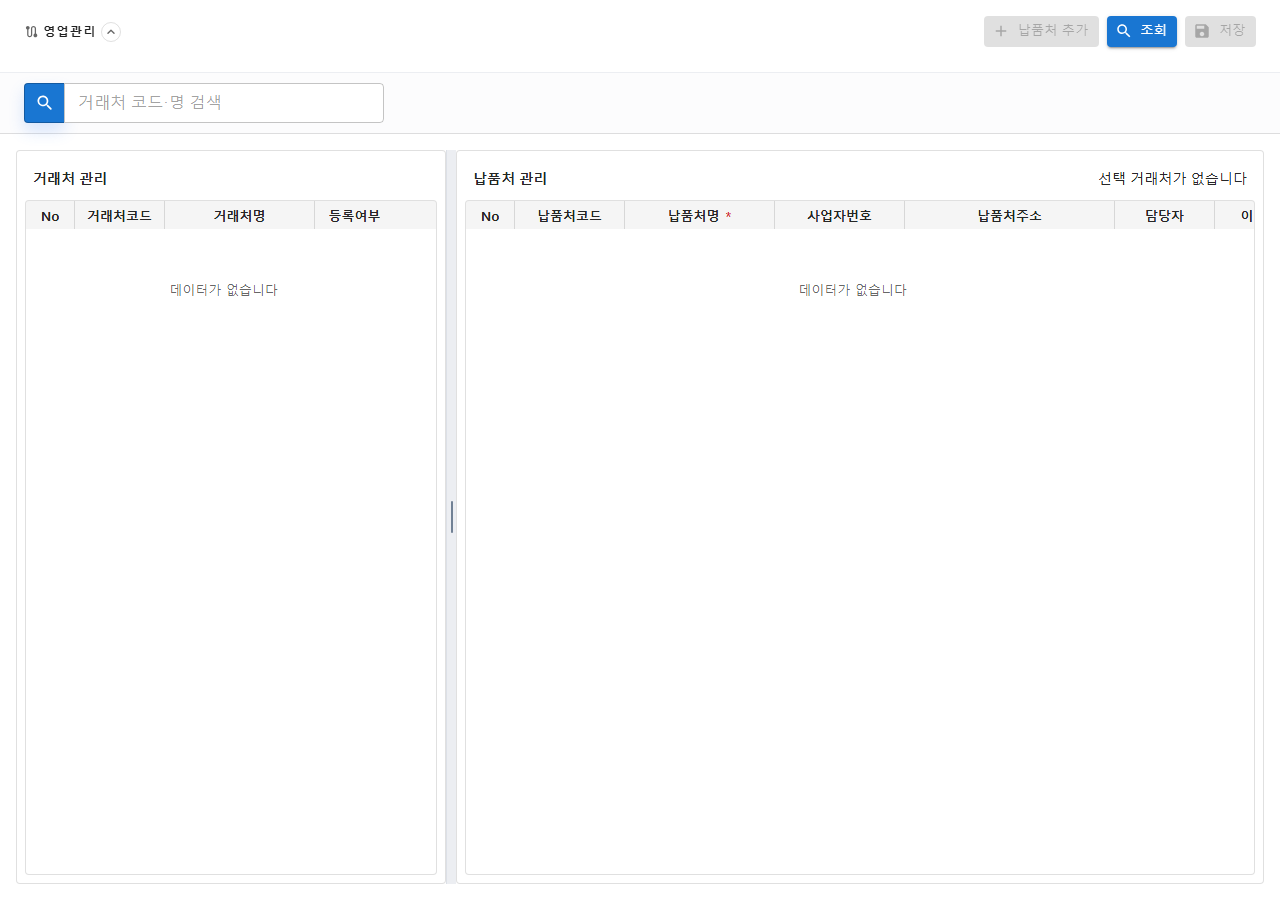 영업관리
납품처 추가
조회
저장
거래처 코드·명 검색
거래처 관리
No 거래처코드 거래처명 등록여부
데이터가 없습니다
납품처 관리
선택 거래처가 없습니다
No 납품처코드 납품처명 * 사업자번호 납품처주소 담당자 이
데이터가 없습니다